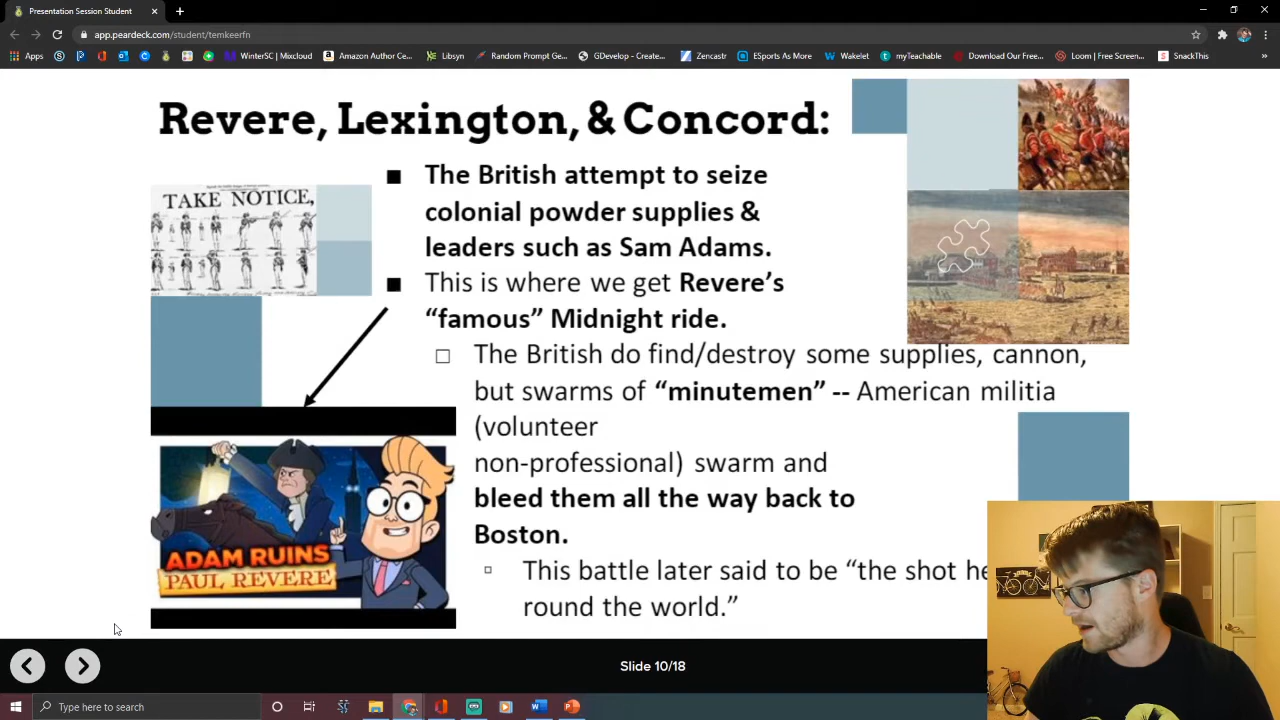 Presentation Session Student
app.peardeck.com/student/temkeerfn
Apps
WinterSC | Mixcloud
Amazon Author Cent...
Libsyn
Random Prompt Ge...
GDevelop - Create...
Zencastr
ESports As More
Wakelet
myTeachable
Download Our Free...
Loom | Free Screen...
SnackThis
Revere, Lexington, & Concord:
TAKE NOTICE,
■ The British attempt to seize
colonial powder supplies &
leaders such as Sam Adams.
■ This is where we get Revere’s
“famous” Midnight ride.
□ The British do find/destroy some supplies, cannon,
but swarms of “minutemen” -- American militia
(volunteer
non-professional) swarm and
bleed them all the way back to
Boston.
▫ This battle later said to be “the shot he
round the world.”
ADAM RUINS
PAUL REVERE
Slide 10/18
Type here to search